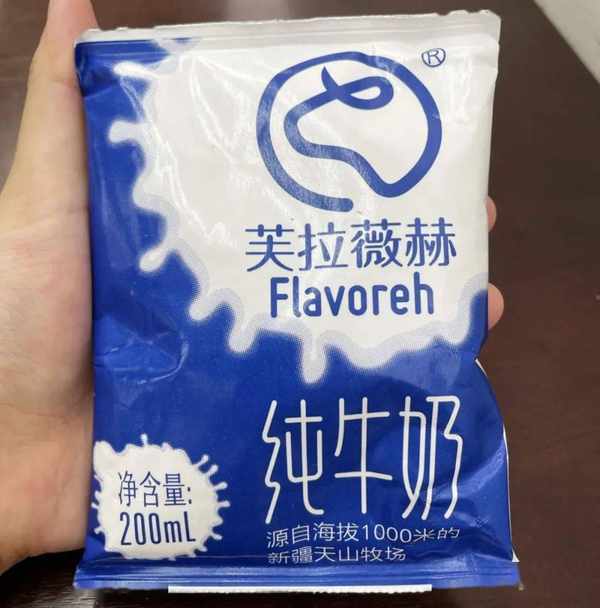 ®
芙拉薇赫
Flavoreh
纯牛奶
净含量:
200mL
源自海拔1000米的
新疆天山牧场